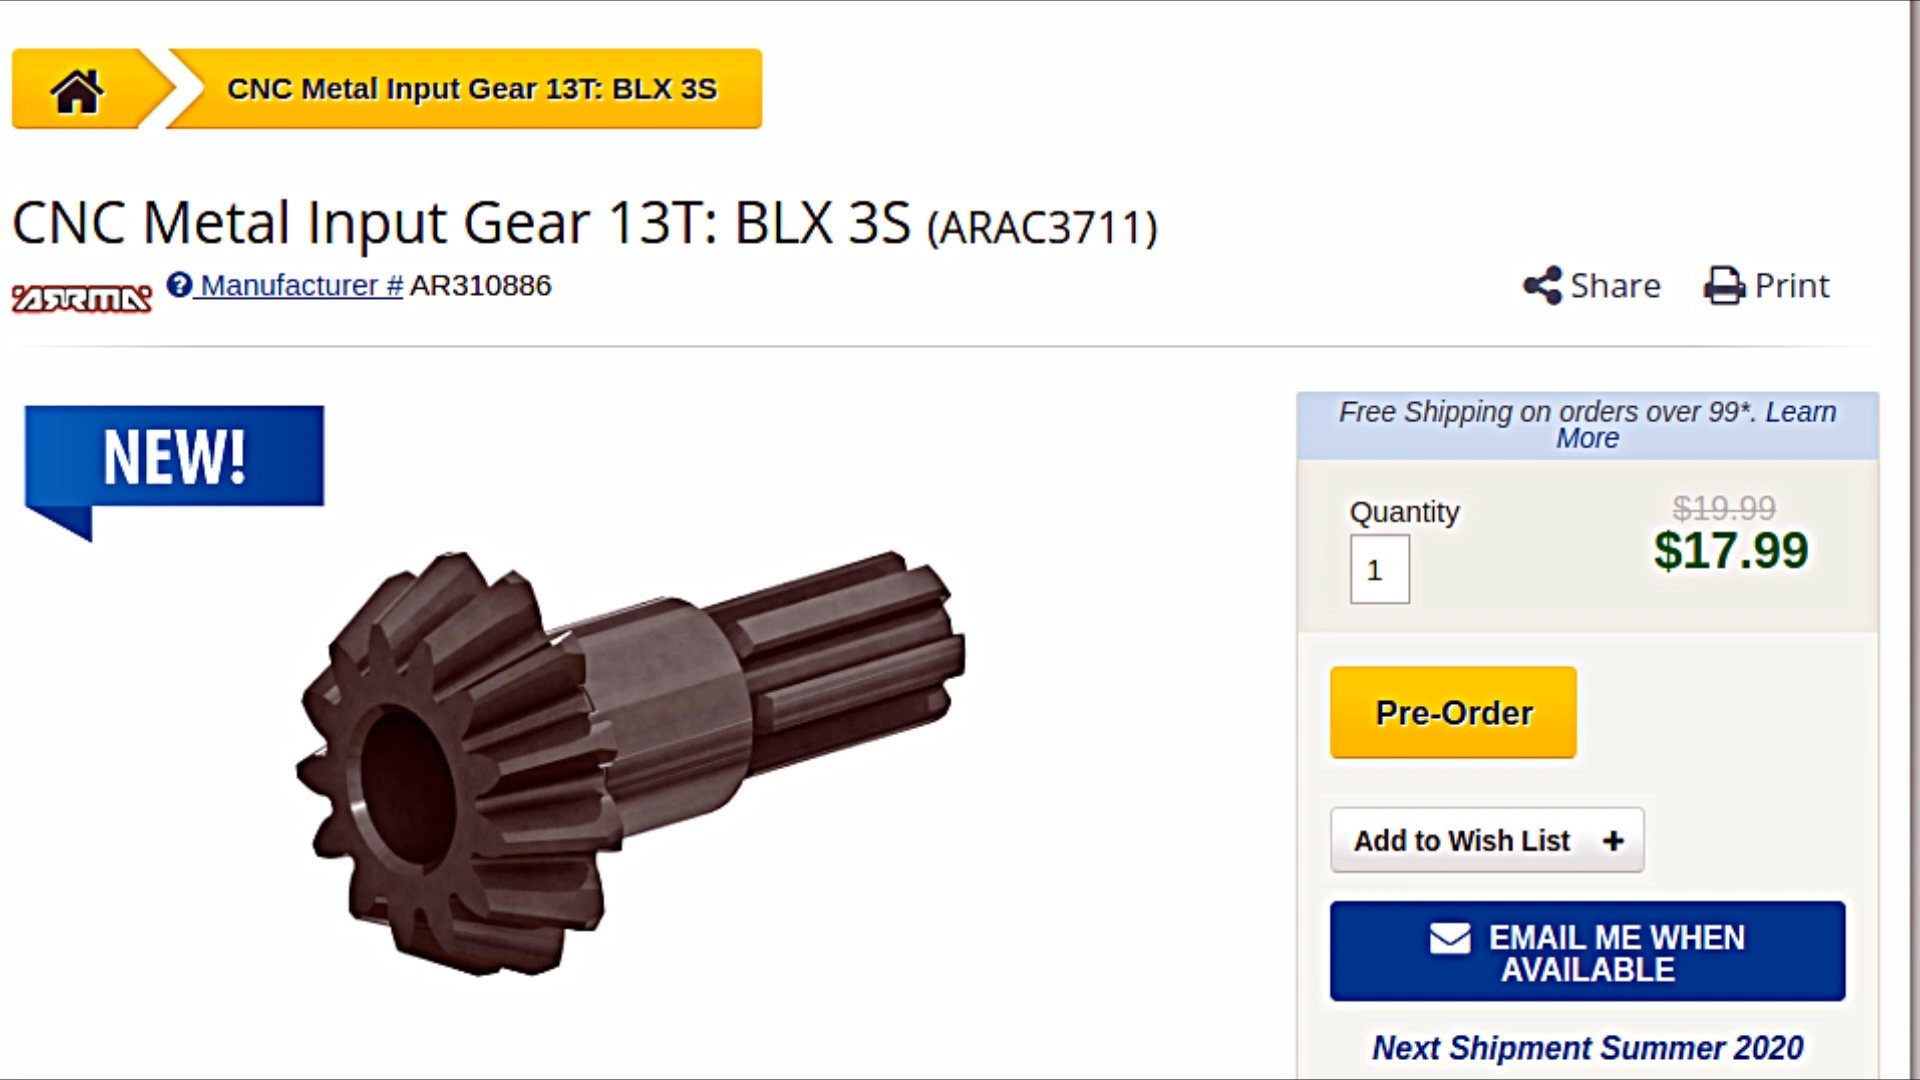 CNC Metal Input Gear 13T: BLX 3S
CNC Metal Input Gear 13T: BLX 3S (ARAC3711)
ARRMA
? Manufacturer # AR310886
Share
Print
NEW!
Free Shipping on orders over 99*. Learn
More
Quantity
$19.99
1
$17.99
Pre-Order
Add to Wish List +
EMAIL ME WHEN
AVAILABLE
Next Shipment Summer 2020